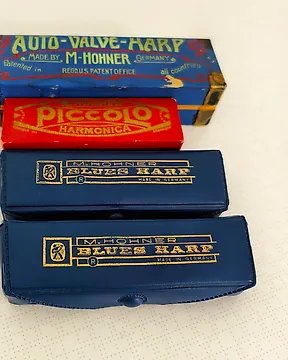 AUTO-VALVE-HARP
MADE BY M·HOHNER GERMANY
Patented in all countries
REG.D U.S. PATENT OFFICE
PICCOLO
HARMONICA
M. HOHNER
BLUES HARP
® MADE IN GERMANY
M. HOHNER
BLUES HARP
® MADE IN GERMANY